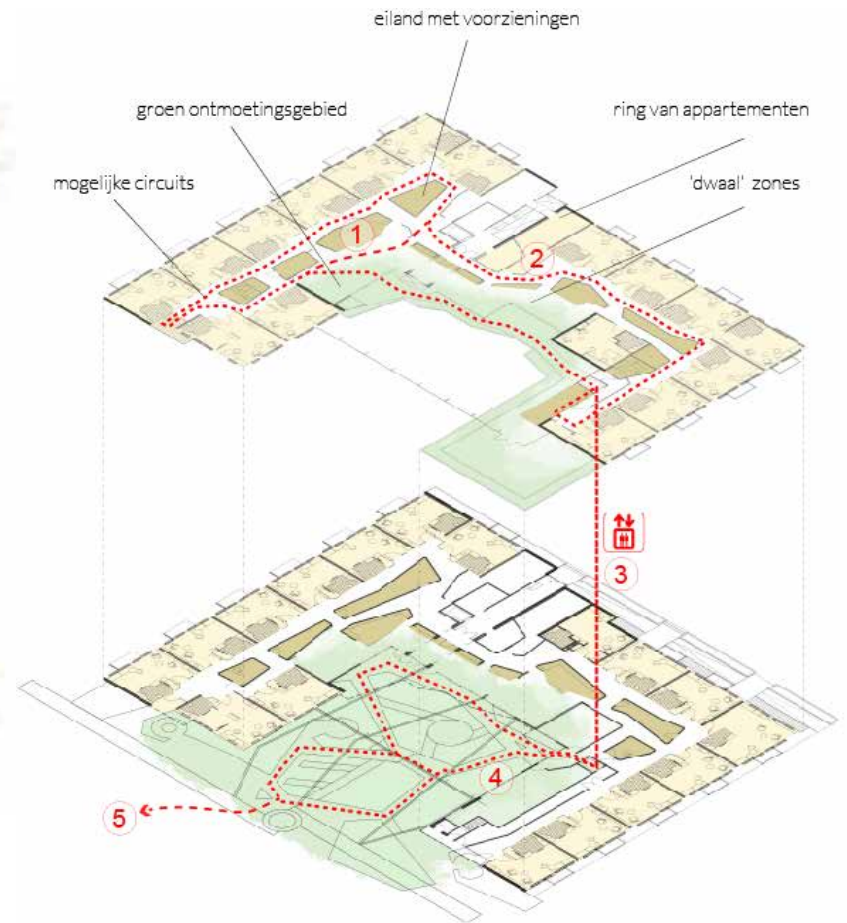 eiland met voorzieningen
groen ontmoetingsgebied
ring van appartementen
mogelijke circuits
'dwaal' zones
1
2
3
4
5